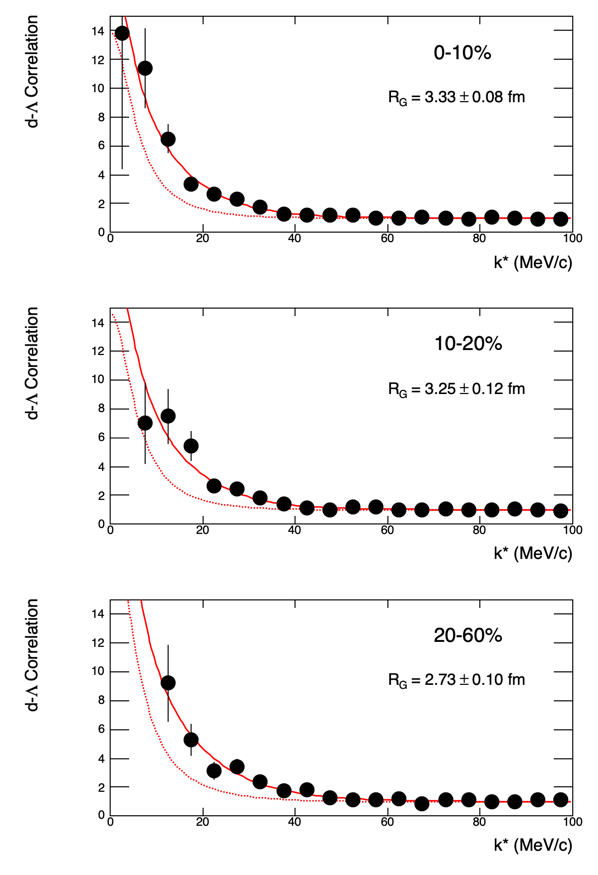 d-Λ Correlation
14
12
10
8
6
4
2
0
0-10%
R_G = 3.33 ± 0.08 fm
0 20 40 60 80 100
k* (MeV/c)
d-Λ Correlation
14
12
10
8
6
4
2
0
10-20%
R_G = 3.25 ± 0.12 fm
0 20 40 60 80 100
k* (MeV/c)
d-Λ Correlation
14
12
10
8
6
4
2
0
20-60%
R_G = 2.73 ± 0.10 fm
0 20 40 60 80 100
k* (MeV/c)